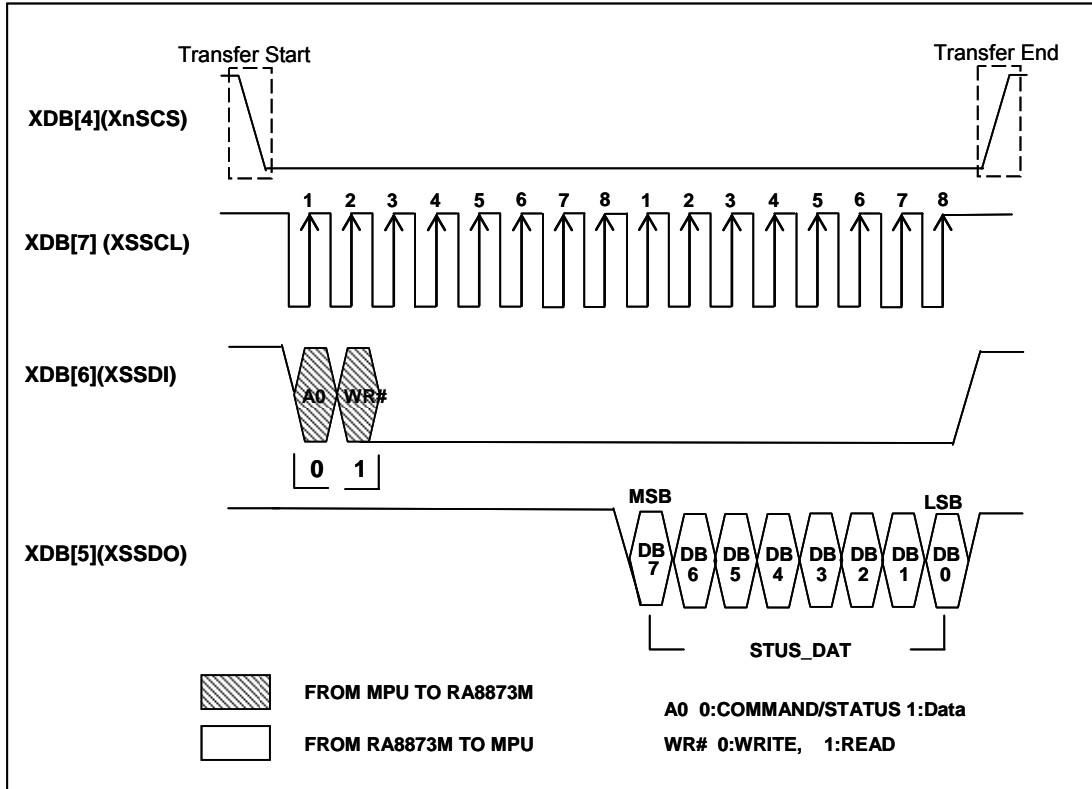 Transfer Start
Transfer End
XDB[4](XnSCS)
1 2 3 4 5 6 7 8 1 2 3 4 5 6 7 8
XDB[7] (XSSCL)
XDB[6](XSSDI)
A0 WR#
0 1
MSB LSB
XDB[5](XSSDO)
DB 7 DB 6 DB 5 DB 4 DB 3 DB 2 DB 1 DB 0
STUS_DAT
FROM MPU TO RA8873M
A0 0:COMMAND/STATUS 1:Data
FROM RA8873M TO MPU
WR# 0:WRITE, 1:READ